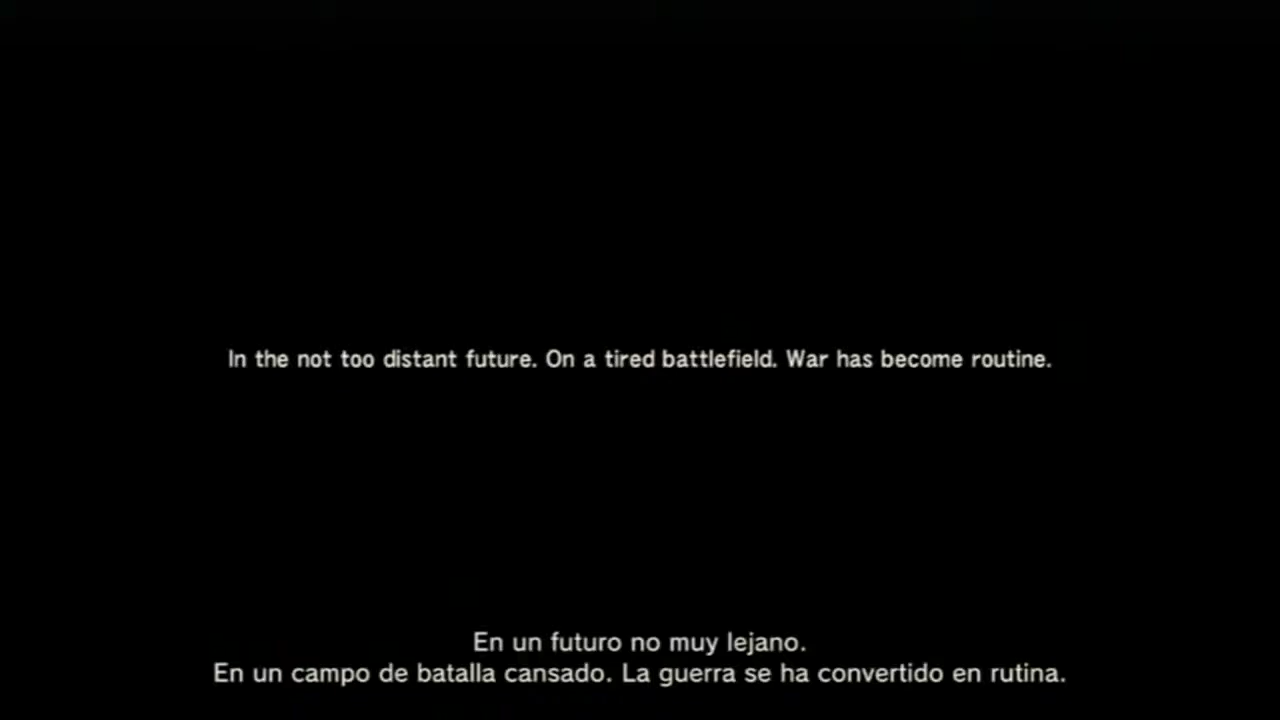 In the not too distant future. On a tired battlefield. War has become routine.
En un futuro no muy lejano.
En un campo de batalla cansado. La guerra se ha convertido en rutina.